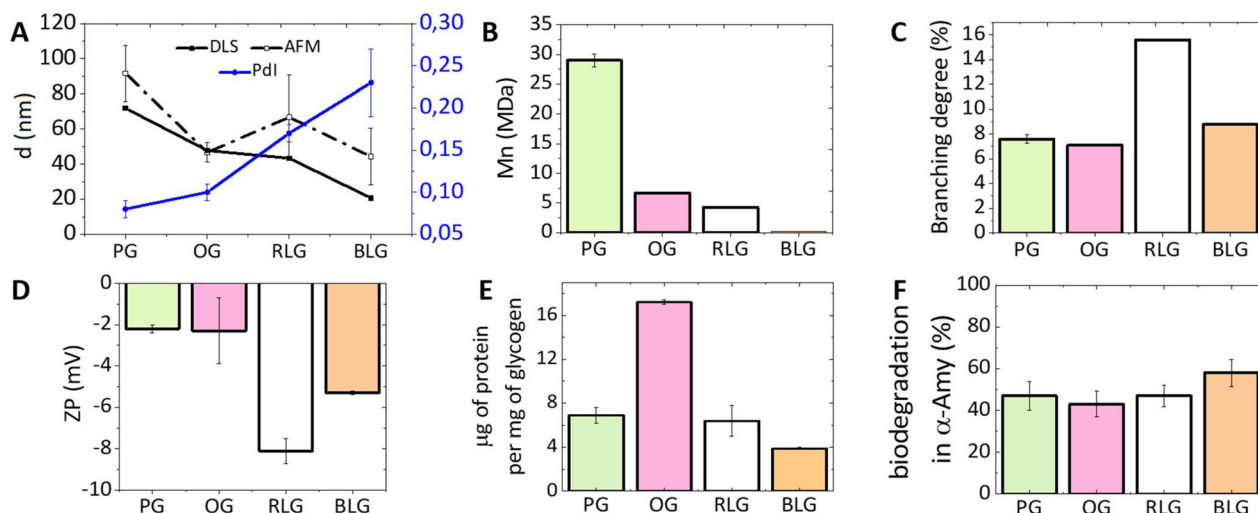 A
DLS
AFM
PdI
d (nm)
120
100
80
60
40
20
0
0,30
0,25
0,20
0,15
0,10
0,05
PG
OG
RLG
BLG
B
Mn (MDa)
35
30
25
20
15
10
5
0
PG
OG
RLG
BLG
C
Branching degree (%)
16
14
12
10
8
6
4
2
0
PG
OG
RLG
BLG
D
ZP (mV)
0
-2
-4
-6
-8
-10
PG
OG
RLG
BLG
E
μg of protein
per mg of glycogen
16
12
8
4
0
PG
OG
RLG
BLG
F
biodegradation
in α-Amy (%)
100
80
60
40
20
0
PG
OG
RLG
BLG